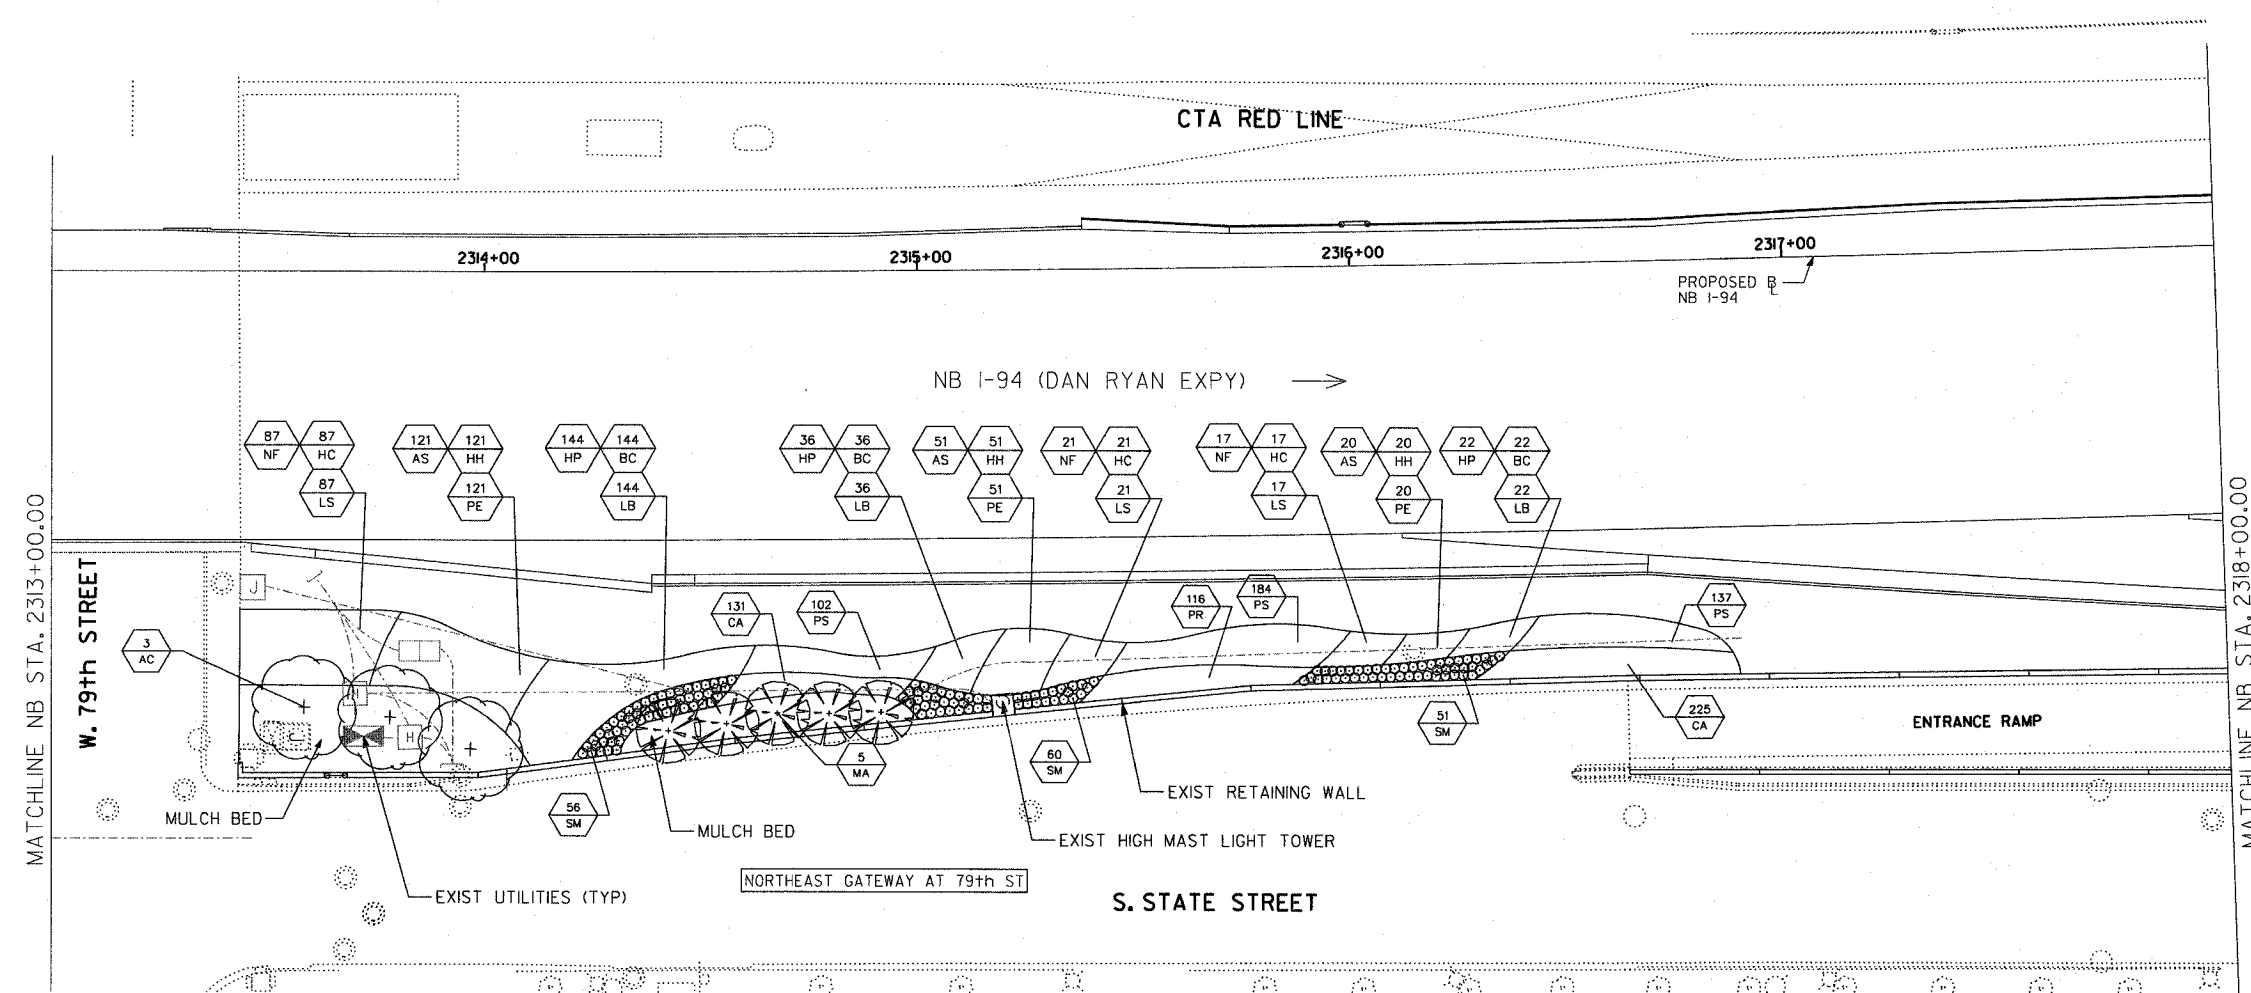 CTA RED LINE
2314+00
2315+00
2316+00
2317+00
PROPOSED BL
NB I-94
NB I-94 (DAN RYAN EXPY)
87 NF
87 HC
87 LS
121 AS
121 HH
121 PE
144 HP
144 BC
144 LB
36 HP
36 BC
36 LB
51 AS
51 HH
51 PE
21 NF
21 HC
21 LS
17 NF
17 HC
17 LS
20 AS
20 HH
20 PE
22 HP
22 BC
22 LB
MATCHLINE NB STA. 2313+00.00
W. 79th STREET
MATCHLINE NB STA. 2318+00.00
J
3 AC
131 CA
102 PS
116 PR
184 PS
137 PS
H
5 MA
60 SM
51 SM
225 CA
56 SM
ENTRANCE RAMP
MULCH BED
MULCH BED
EXIST RETAINING WALL
EXIST HIGH MAST LIGHT TOWER
EXIST UTILITIES (TYP)
NORTHEAST GATEWAY AT 79th ST
S. STATE STREET